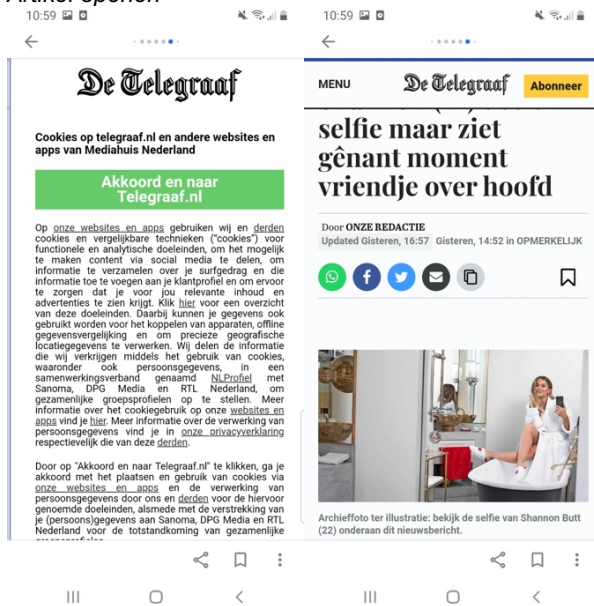 Artikel openen
10:59
De Telegraaf
Cookies op telegraaf.nl en andere websites en
apps van Mediahuis Nederland
Akkoord en naar
Telegraaf.nl
Op onze websites en apps gebruiken wij en derden
cookies en vergelijkbare technieken (“cookies”) voor
functionele en analytische doeleinden, om het mogelijk
te maken content via social media te delen, om
informatie te verzamelen over je surfgedrag en die
informatie toe te voegen aan je klantprofiel en om ervoor
te zorgen dat je voor jou relevante inhoud en
advertenties te zien krijgt. Klik hier voor een overzicht
van deze doeleinden. Daarbij kunnen je gegevens ook
gebruikt worden voor het koppelen van apparaten, offline
gegevensvergelijking en om precieze geografische
locatiegegevens te verwerken. Wij delen de informatie
die wij verkrijgen middels het gebruik van cookies,
waaronder ook persoonsgegevens, in een
samenwerkingsverband genaamd NLProfiel met
Sanoma, DPG Media en RTL Nederland, om
gezamenlijke groepsprofielen op te stellen. Meer
informatie over het cookiegebruik op onze websites en
apps vind je hier. Meer informatie over de verwerking van
persoonsgegevens vind je in onze privacyverklaring
respectievelijk die van deze derden.
Door op "Akkoord en naar Telegraaf.nl" te klikken, ga je
akkoord met het plaatsen en gebruik van cookies via
onze websites en apps en de verwerking van
persoonsgegevens door ons en derden voor de hiervoor
genoemde doeleinden, alsmede met de verstrekking van
je (persoons)gegevens aan Sanoma, DPG Media en RTL
Nederland voor de totstandkoming van gezamenlijke
10:59
MENU
De Telegraaf
Abonneer
selfie maar ziet
gênant moment
vriendje over hoofd
Door ONZE REDACTIE
Updated Gisteren, 16:57 Gisteren, 14:52 in OPMERKELIJK
Archieffoto ter illustratie: bekijk de selfie van Shannon Butt
(22) onderaan dit nieuwsbericht.